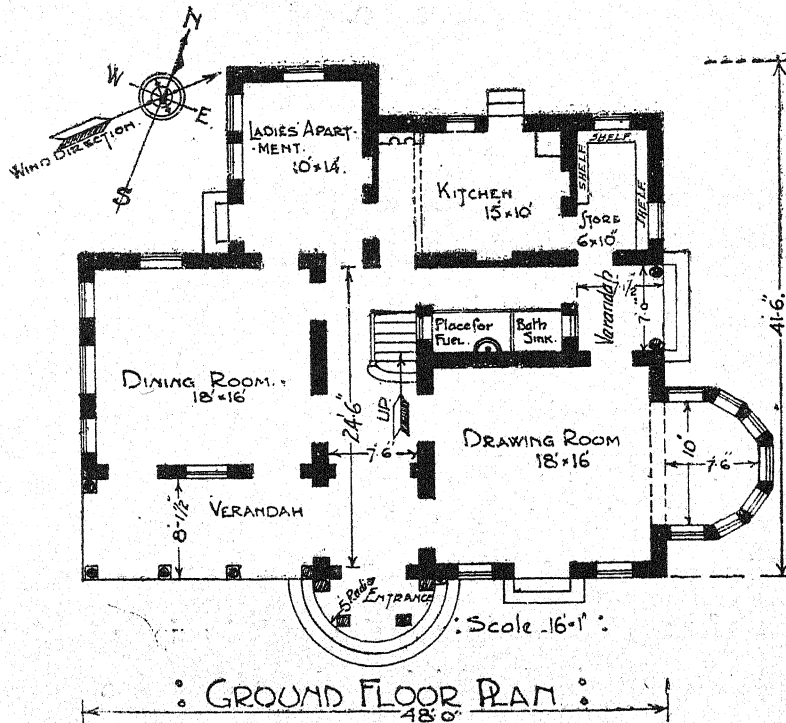 N
W
E
S
WIND DIRECTION.
LADIES' APART-
-MENT.
10'×14'.
KITCHEN
15'×10'
SHELF
SHELF
SHELF
STORE
6×10"
Verandah
7'-0"
41'-6"
Place for
FUEL.
Bath
SINK.
DINING ROOM.
18'×16'
24'-6"
UP.
7'-6"
DRAWING ROOM
18'×16'
10'
7'-6"
VERANDAH
8'-1/2"
ENTRANCE
: Scale 16'=1" :
: GROUND FLOOR PLAN :
48'-0"